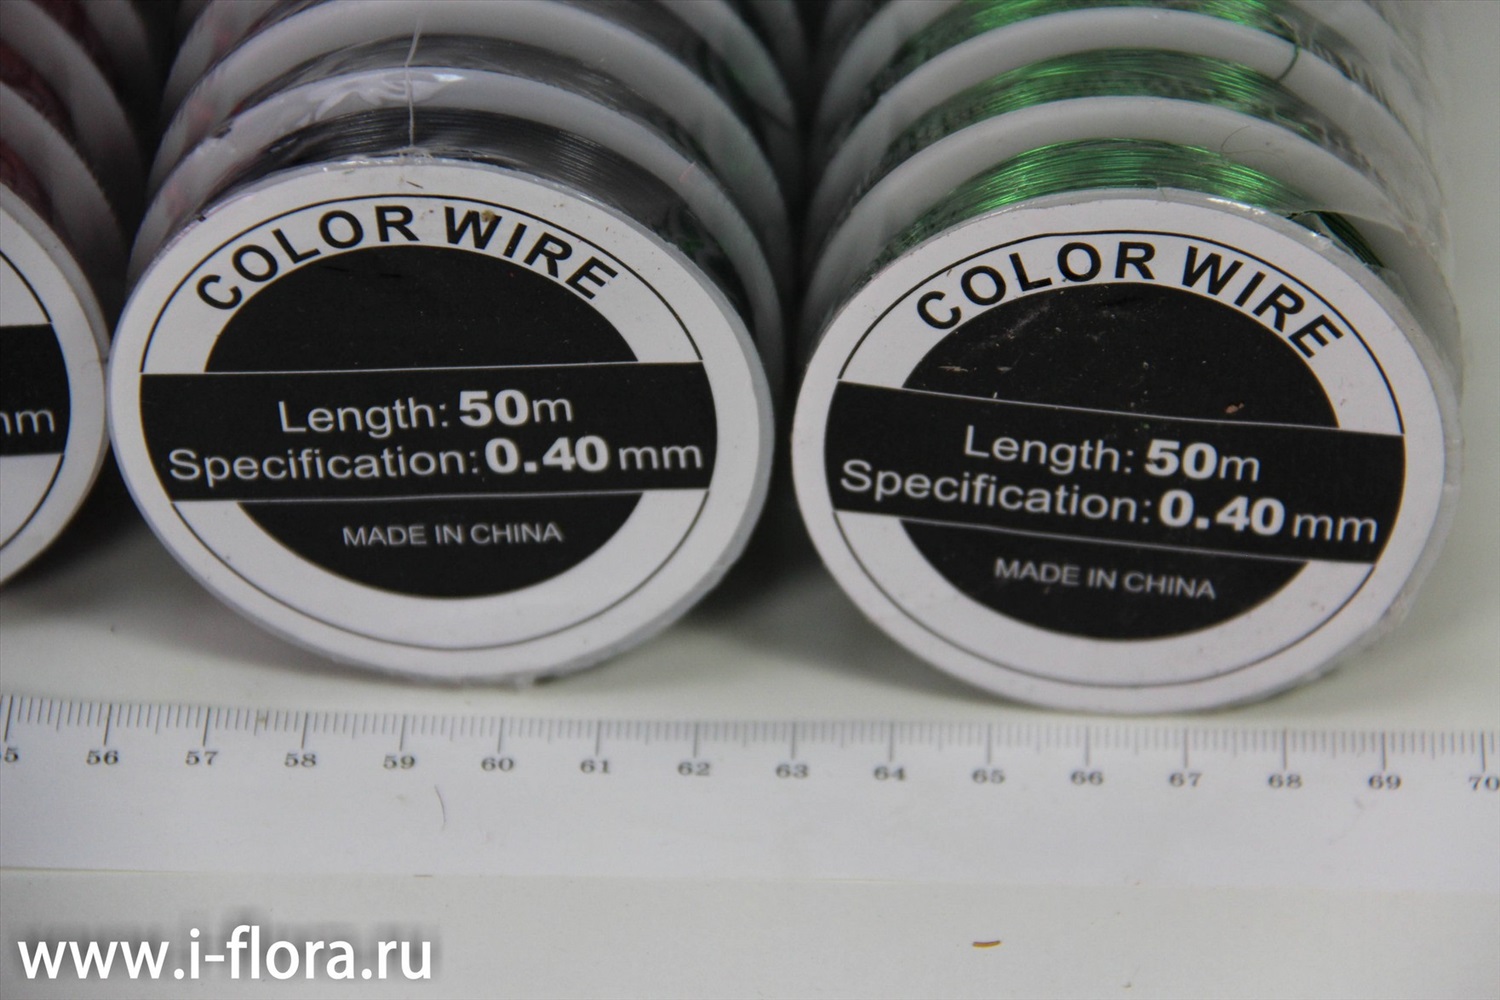 COLOR WIRE
Length: 50m
Specification: 0.40 mm
MADE IN CHINA
COLOR WIRE
Length: 50m
Specification: 0.40 mm
MADE IN CHINA
mm
56 57 58 59 60 61 62 63 64 65 66 67 68 69 70
www.i-flora.ru